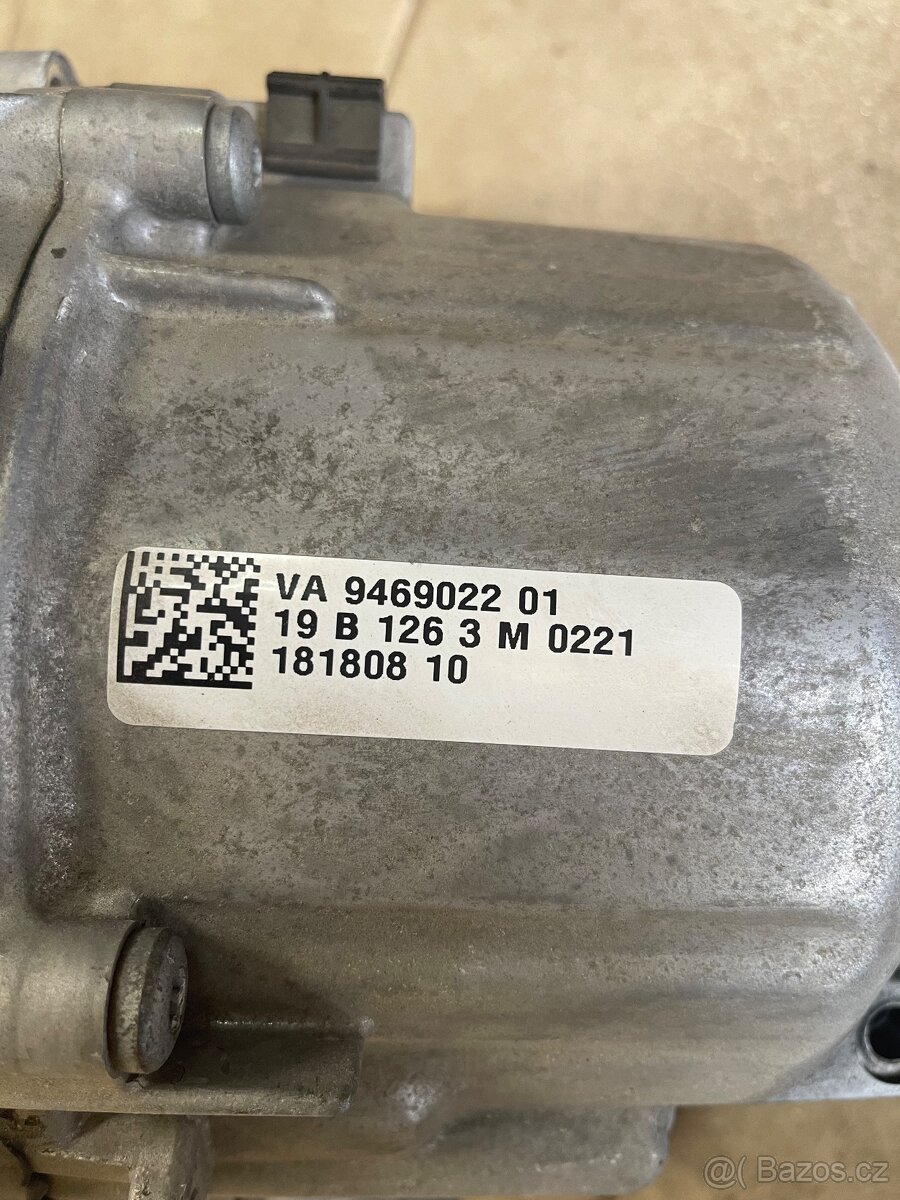 VA 9469022 01
19 B 126 3 M 0221
181808 10
@( Bazos.cz